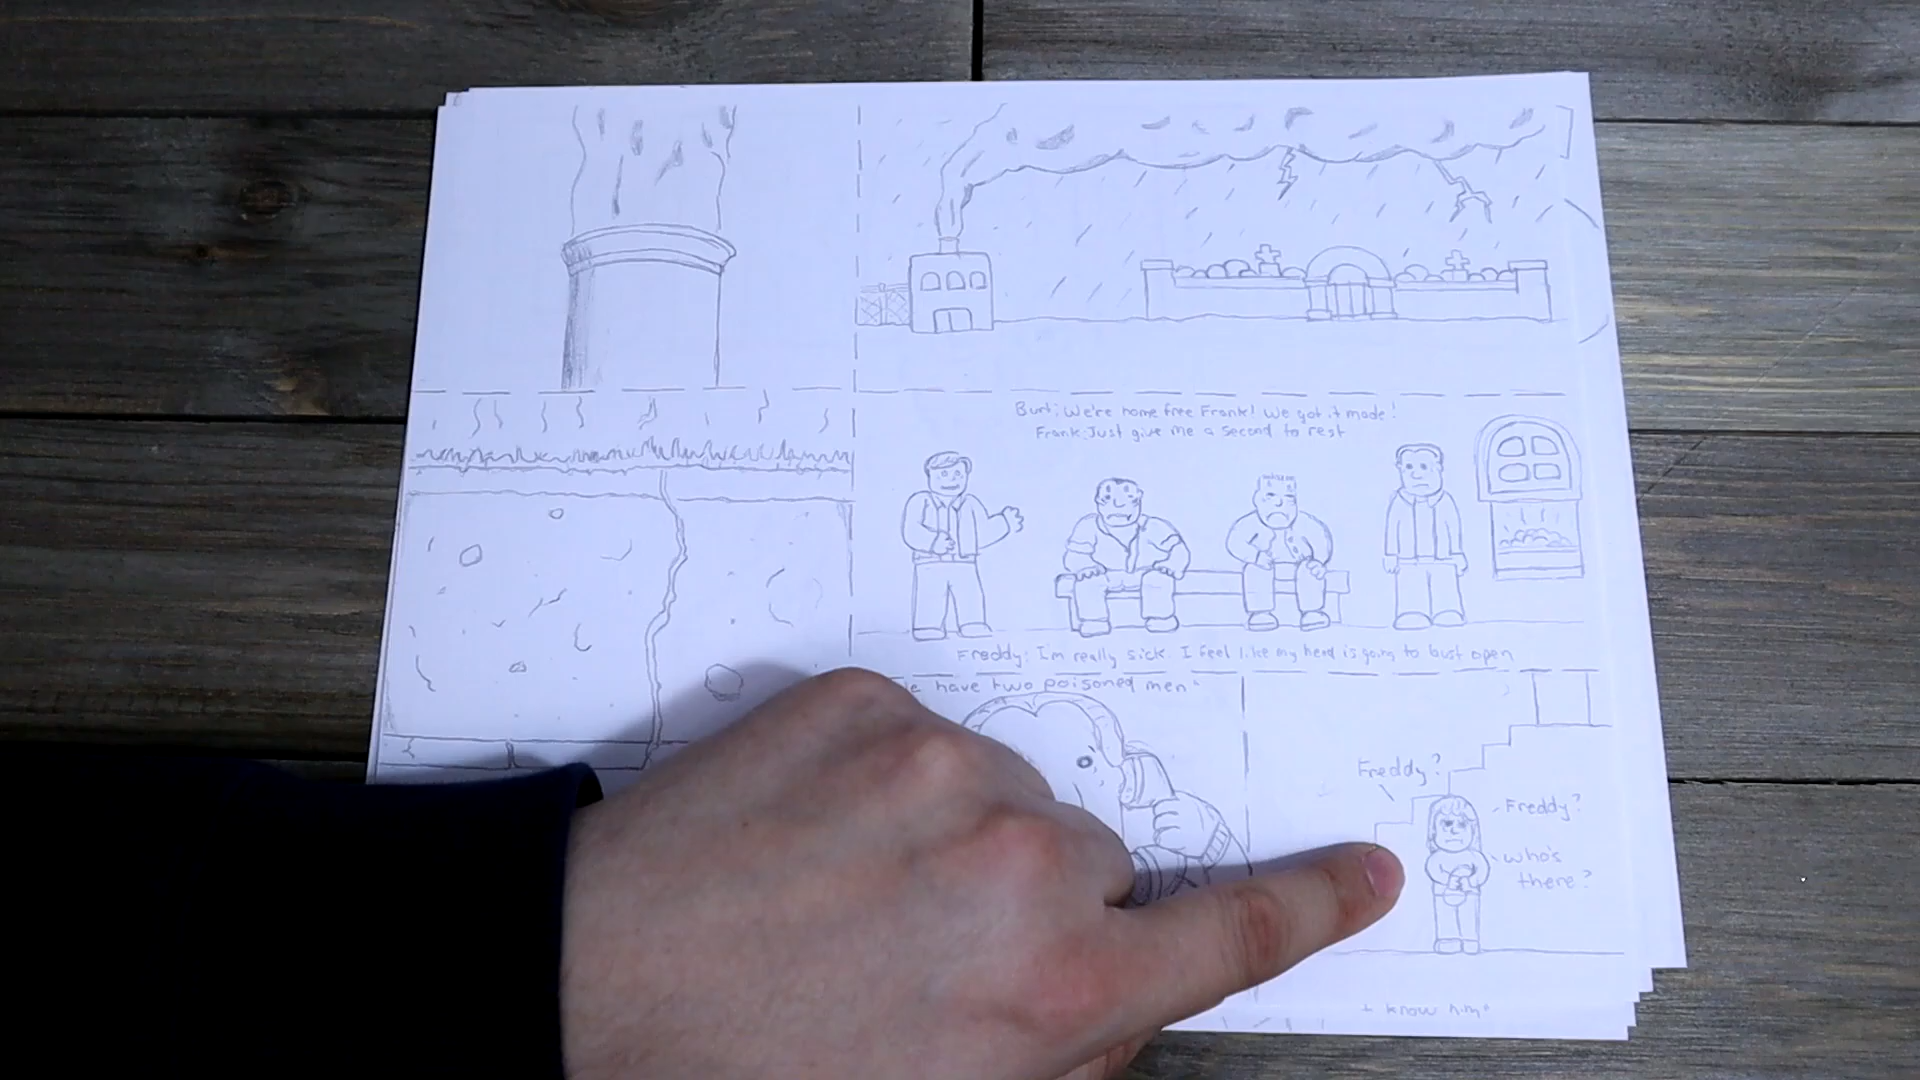 Burt: We're home free Frank! We got it made!
Frank: Just give me a second to rest
Freddy: I'm really sick. I feel like my head is going to bust open
have two poisoned men
Freddy?
Freddy?
who's
there?
I know him